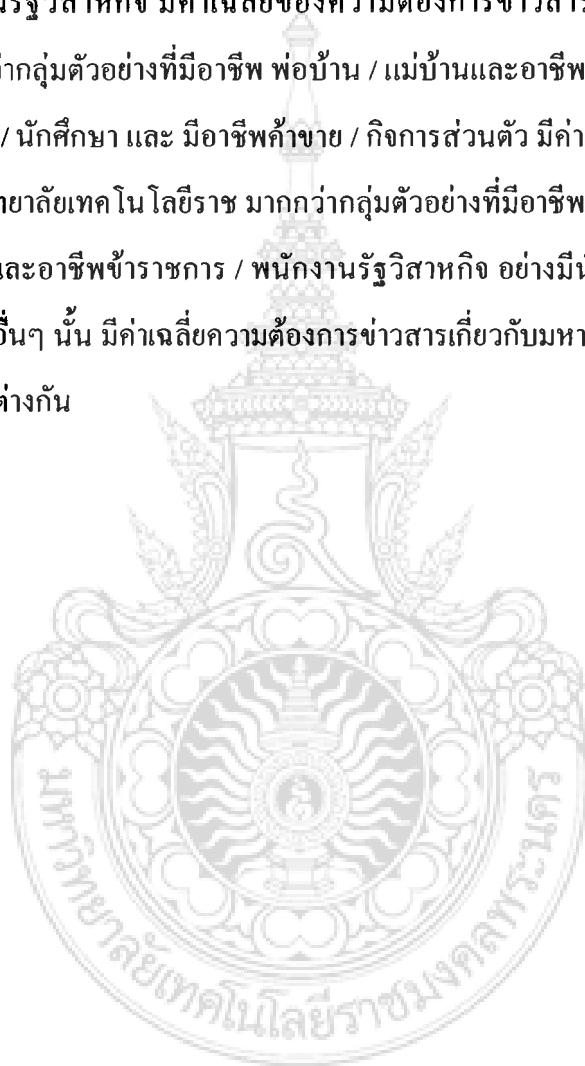 นรัฐวิสาหกิจ มีค่าเฉลี่ยของความต้องการข่าวสาร
ว่ากลุ่มตัวอย่างที่มีอาชีพ พ่อบ้าน / แม่บ้านและอาชีพ
/ นักศึกษา และ มีอาชีพค้าขาย / กิจการส่วนตัว มีค่า
ทยาลัยเทคโนโลยีราช มากกว่ากลุ่มตัวอย่างที่มีอาชีพ
และอาชีพข้าราชการ / พนักงานรัฐวิสาหกิจ อย่างมีนั
อื่นๆ นั้น มีค่าเฉลี่ยความต้องการข่าวสารเกี่ยวกับมหา
ต่างกัน
มหาวิทยาลัยเทคโนโลยีราชมงคลพระนคร